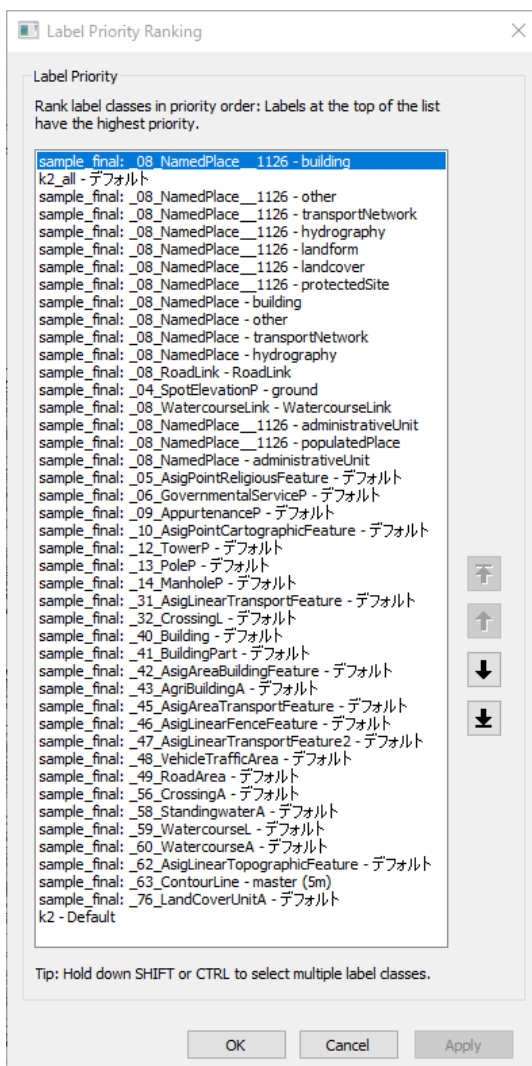 Label Priority Ranking
Label Priority
Rank label classes in priority order: Labels at the top of the list
have the highest priority.
sample_final: _08_NamedPlace__1126 - building
k2_all - デフォルト
sample_final: _08_NamedPlace__1126 - other
sample_final: _08_NamedPlace__1126 - transportNetwork
sample_final: _08_NamedPlace__1126 - hydrography
sample_final: _08_NamedPlace__1126 - landform
sample_final: _08_NamedPlace__1126 - landcover
sample_final: _08_NamedPlace__1126 - protectedSite
sample_final: _08_NamedPlace - building
sample_final: _08_NamedPlace - other
sample_final: _08_NamedPlace - transportNetwork
sample_final: _08_NamedPlace - hydrography
sample_final: _08_RoadLink - RoadLink
sample_final: _04_SpotElevationP - ground
sample_final: _08_WatercourseLink - WatercourseLink
sample_final: _08_NamedPlace__1126 - administrativeUnit
sample_final: _08_NamedPlace__1126 - populatedPlace
sample_final: _08_NamedPlace - administrativeUnit
sample_final: _05_AsigPointReligiousFeature - デフォルト
sample_final: _06_GovernmentalServiceP - デフォルト
sample_final: _09_AppurtenanceP - デフォルト
sample_final: _10_AsigPointCartographicFeature - デフォルト
sample_final: _12_TowerP - デフォルト
sample_final: _13_PoleP - デフォルト
sample_final: _14_ManholeP - デフォルト
sample_final: _31_AsigLinearTransportFeature - デフォルト
sample_final: _32_CrossingL - デフォルト
sample_final: _40_Building - デフォルト
sample_final: _41_BuildingPart - デフォルト
sample_final: _42_AsigAreaBuildingFeature - デフォルト
sample_final: _43_AgriBuildingA - デフォルト
sample_final: _45_AsigAreaTransportFeature - デフォルト
sample_final: _46_AsigLinearFenceFeature - デフォルト
sample_final: _47_AsigLinearTransportFeature2 - デフォルト
sample_final: _48_VehicleTrafficArea - デフォルト
sample_final: _49_RoadArea - デフォルト
sample_final: _56_CrossingA - デフォルト
sample_final: _58_StandingwaterA - デフォルト
sample_final: _59_WatercourseL - デフォルト
sample_final: _60_WatercourseA - デフォルト
sample_final: _62_AsigLinearTopographicFeature - デフォルト
sample_final: _63_ContourLine - master (5m)
sample_final: _76_LandCoverUnitA - デフォルト
k2 - Default
Tip: Hold down SHIFT or CTRL to select multiple label classes.
OK Cancel Apply